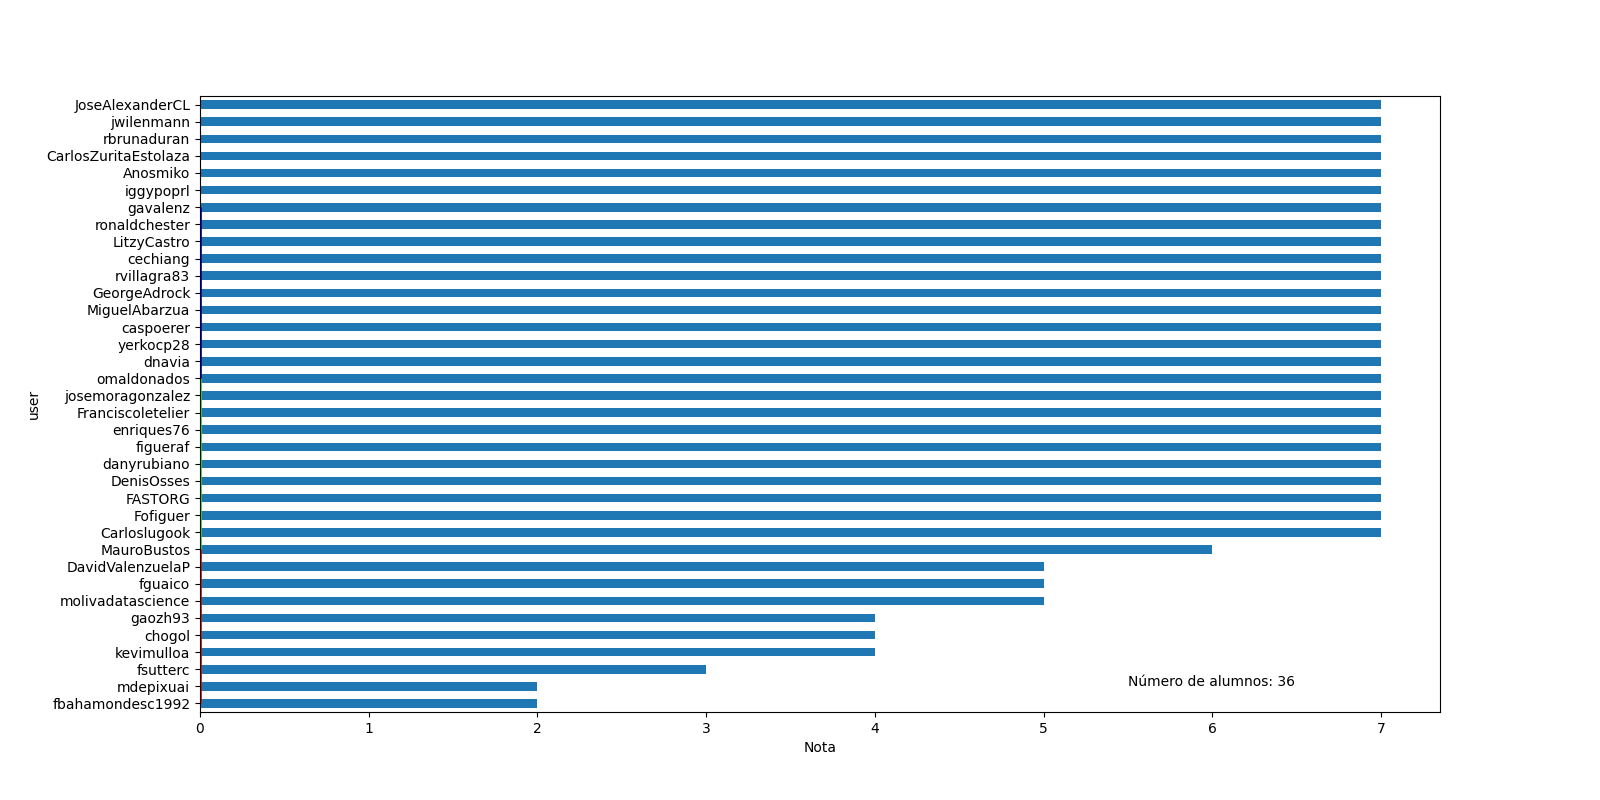 JoseAlexanderCL
jwilenmann
rbrunaduran
CarlosZuritaEstolaza
Anosmiko
iggypoprl
gavalenz
ronaldchester
LitzyCastro
cechiang
rvillagra83
GeorgeAdrock
MiguelAbarzua
caspoerer
yerkocp28
dnavia
omaldonados
josemoragonzalez
Franciscoletelier
enriques76
figueraf
danyrubiano
DenisOsses
FASTORG
Fofiguer
Carloslugook
MauroBustos
DavidValenzuelaP
fguaico
molivadatascience
gaozh93
chogol
kevimulloa
fsutterc
mdepixuai
fbahamondesc1992
user
Número de alumnos: 36
0 1 2 3 4 5 6 7
Nota